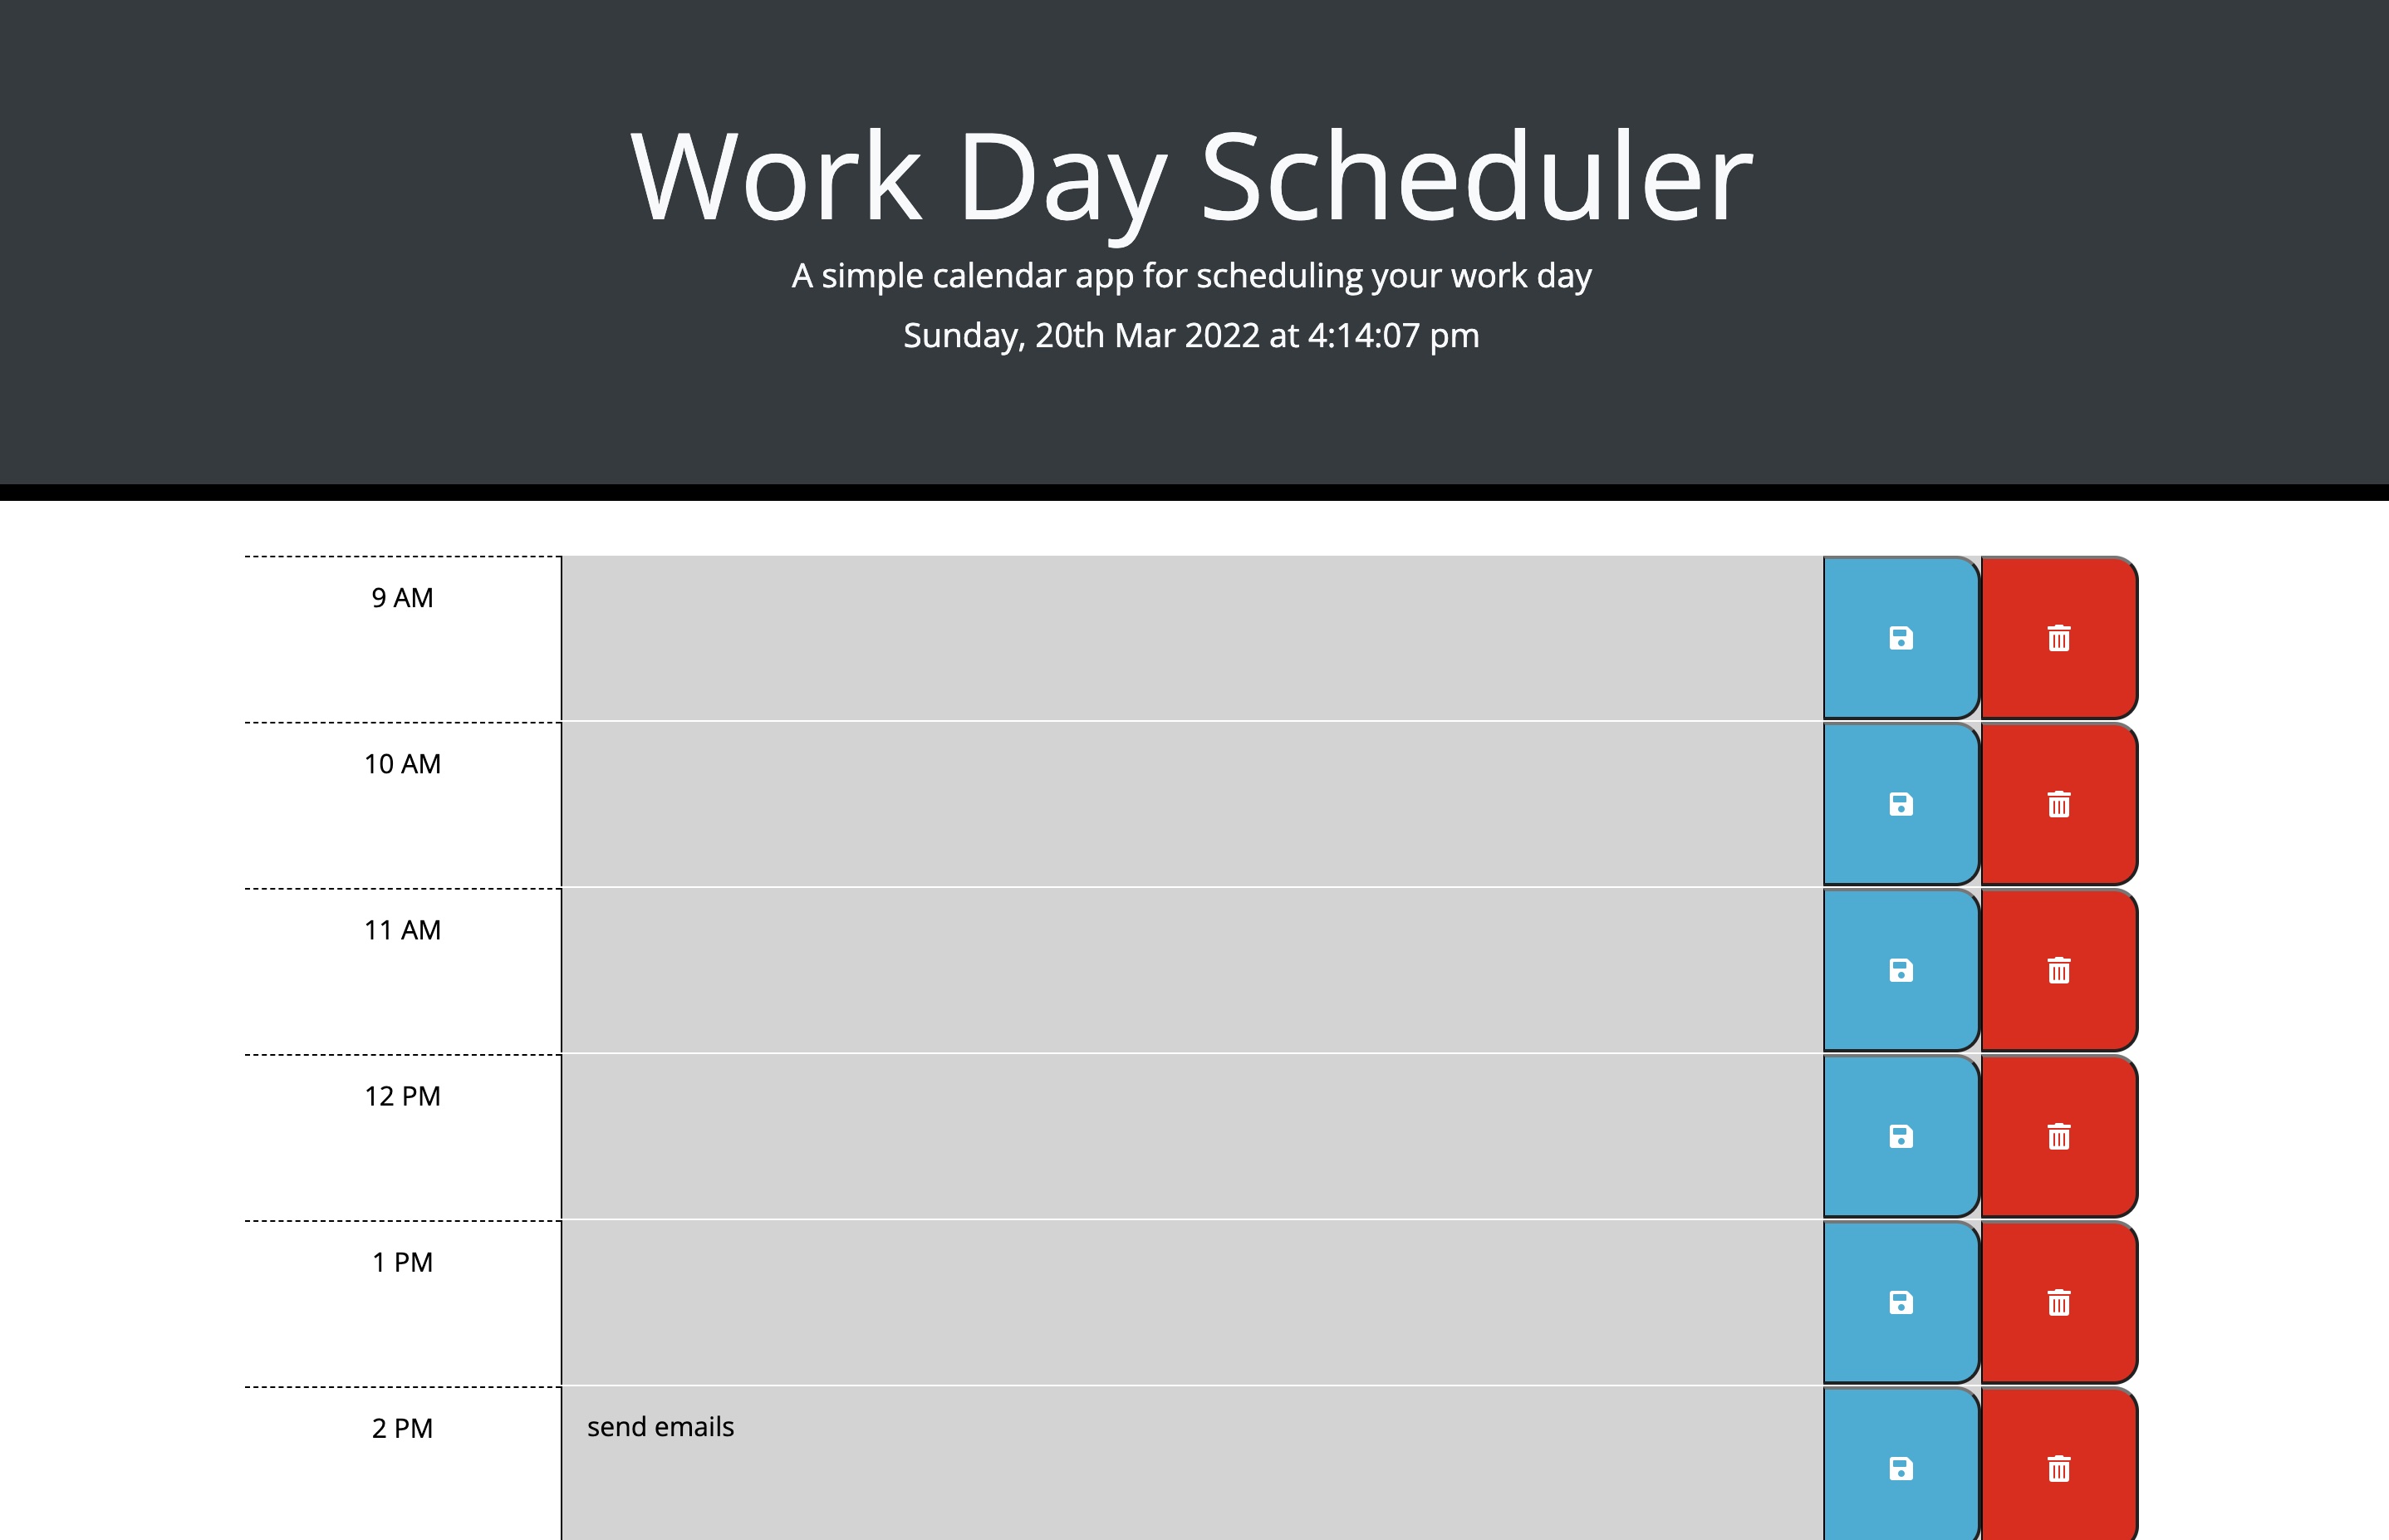 Work Day Scheduler
A simple calendar app for scheduling your work day
Sunday, 20th Mar 2022 at 4:14:07 pm
9 AM
10 AM
11 AM
12 PM
1 PM
2 PM send emails